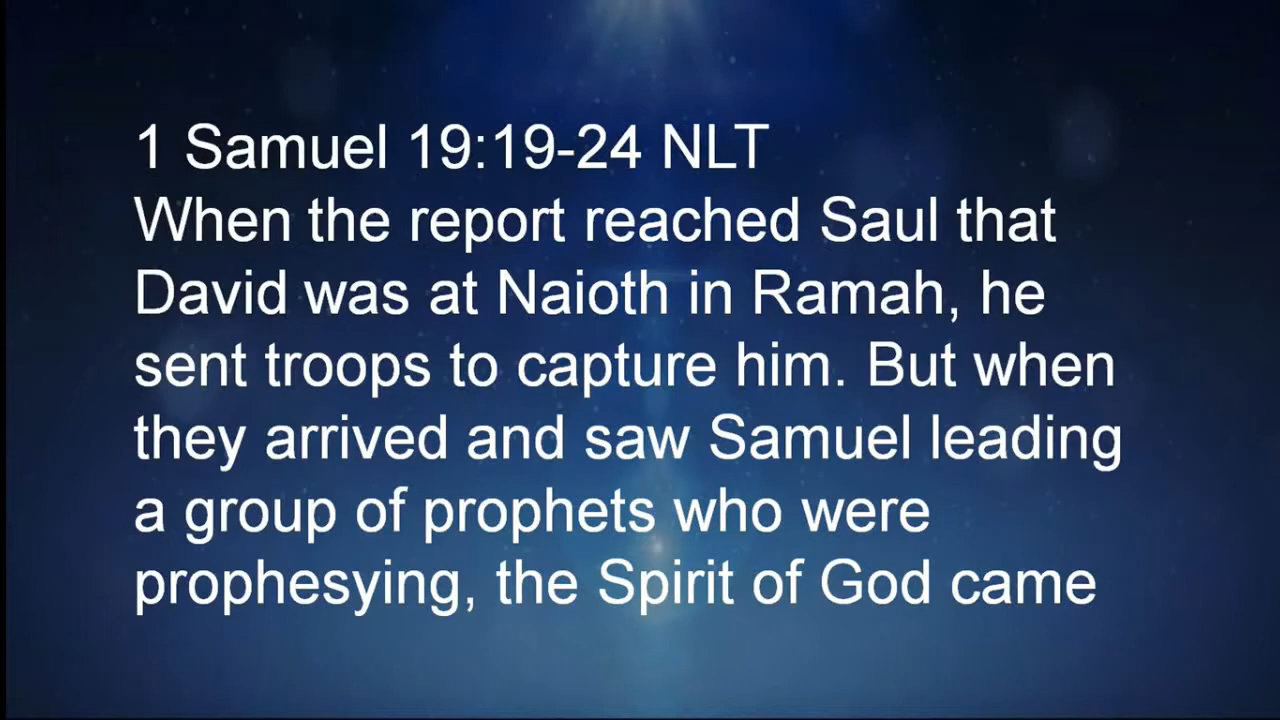 1 Samuel 19:19-24 NLT
When the report reached Saul that
David was at Naioth in Ramah, he
sent troops to capture him. But when
they arrived and saw Samuel leading
a group of prophets who were
prophesying, the Spirit of God came